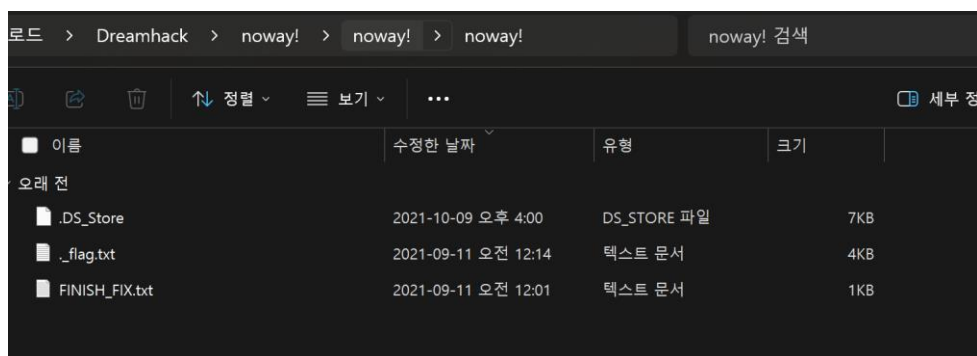 로드 > Dreamhack > noway! > noway! > noway!
noway! 검색
정렬 보기 ••• 세부 정
이름 수정한 날짜 유형 크기
오래 전
.DS_Store 2021-10-09 오후 4:00 DS_STORE 파일 7KB
._flag.txt 2021-09-11 오전 12:14 텍스트 문서 4KB
FINISH_FIX.txt 2021-09-11 오전 12:01 텍스트 문서 1KB